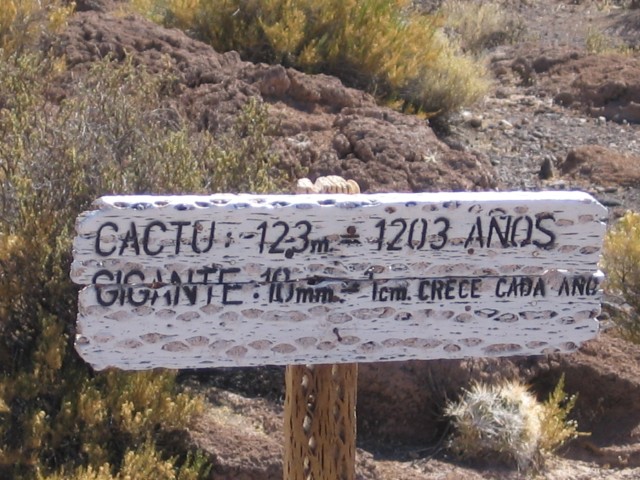 CACTU: 12.3m = 1203 AÑOS
GIGANTE: 10mm. = 1cm. CRECE CADA AÑO